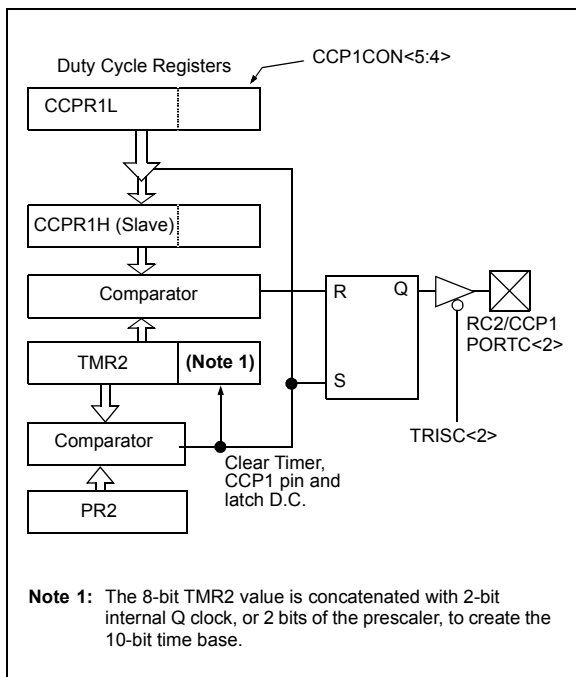 Duty Cycle Registers
CCP1CON<5:4>
CCPR1L
CCPR1H (Slave)
Comparator
R
Q
RC2/CCP1
PORTC<2>
TMR2
(Note 1)
S
TRISC<2>
Comparator
Clear Timer,
CCP1 pin and
latch D.C.
PR2
Note 1: The 8-bit TMR2 value is concatenated with 2-bit
internal Q clock, or 2 bits of the prescaler, to create the
10-bit time base.